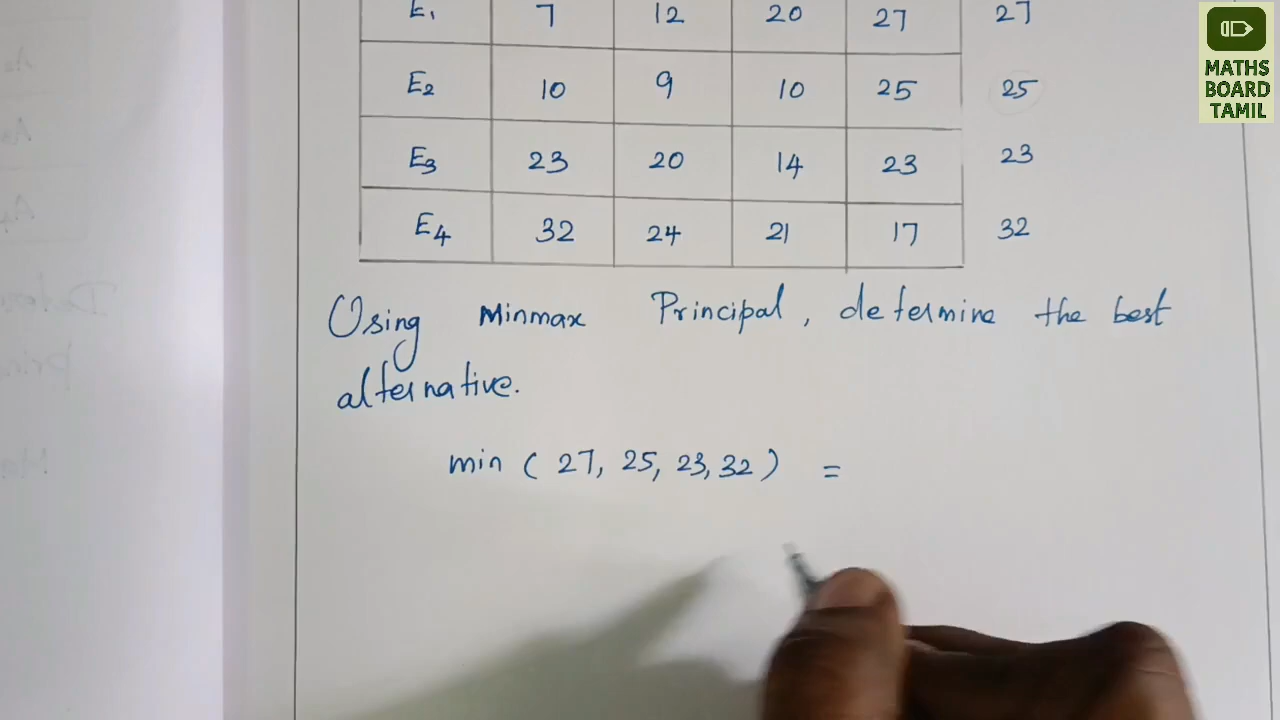 E1 7 12 20 27 27
MATHS
BOARD
TAMIL
E2 10 9 10 25 25
E3 23 20 14 23 23
E4 32 24 21 17 32
Using Minmax Principal, determine the best
alternative.
min ( 27, 25, 23, 32 ) =